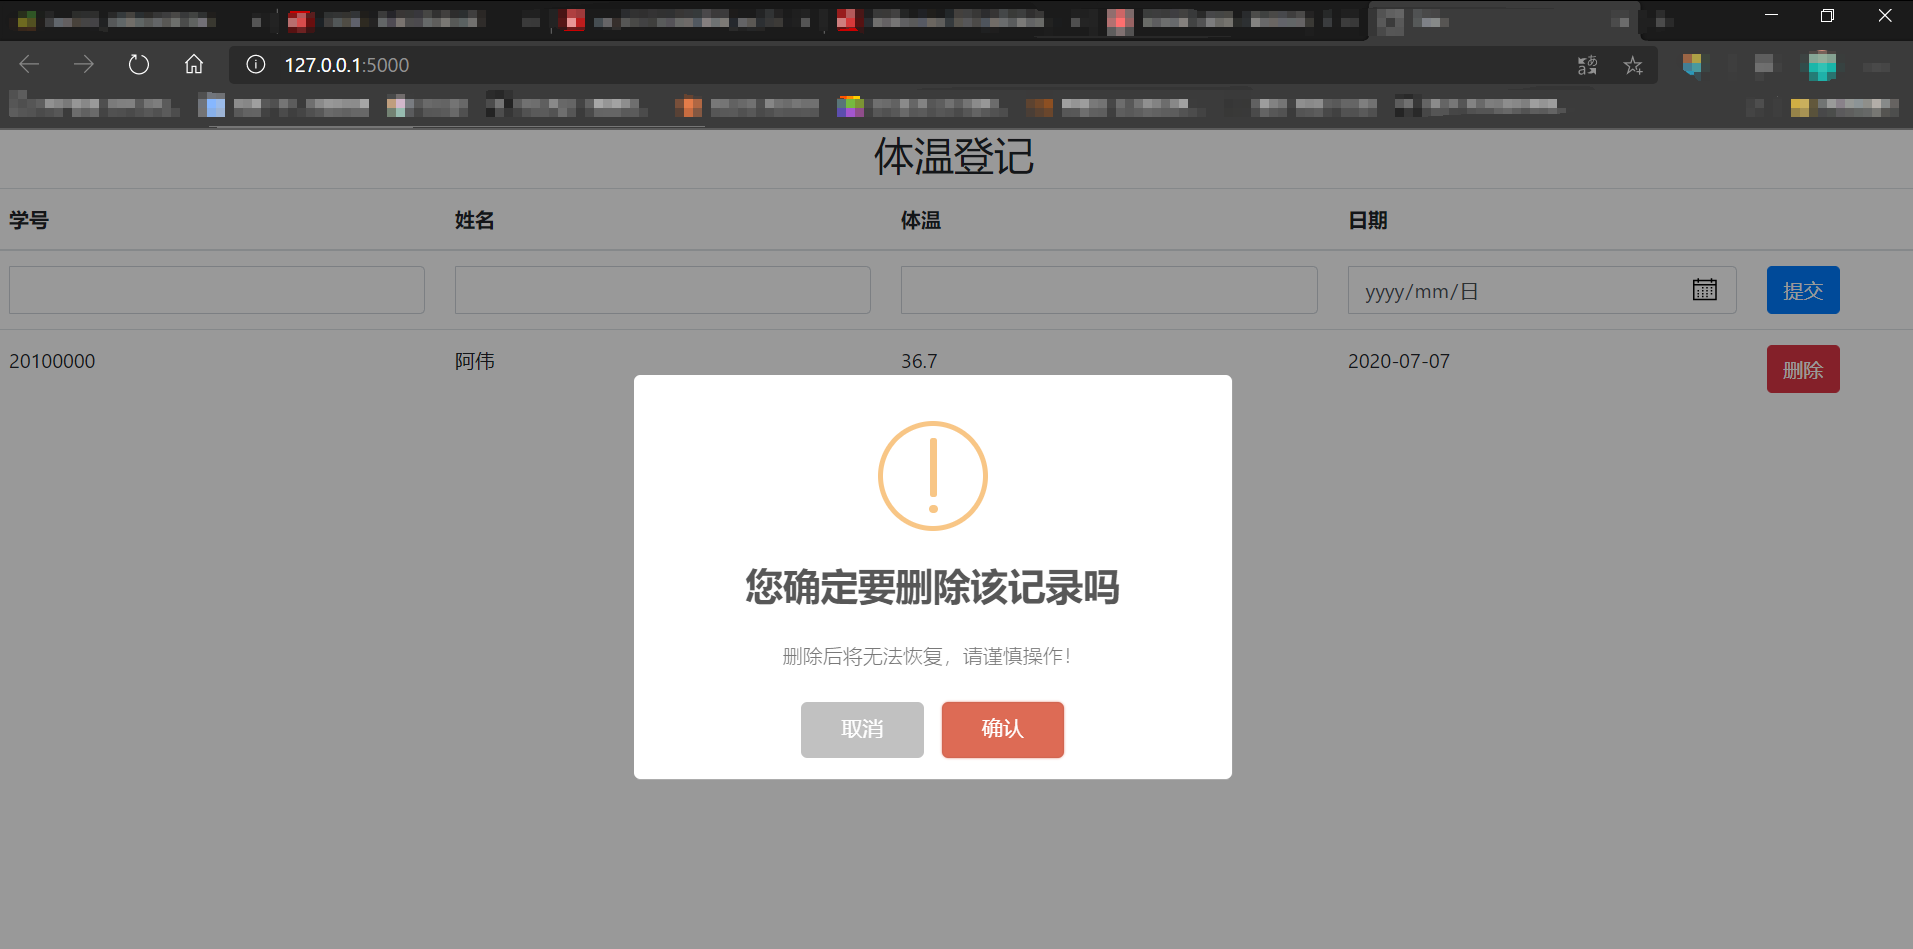 127.0.0.1:5000
体温登记
学号 姓名 体温 日期
yyyy/mm/日 提交
20100000 阿伟 36.7 2020-07-07 删除
您确定要删除该记录吗
删除后将无法恢复，请谨慎操作！
取消 确认